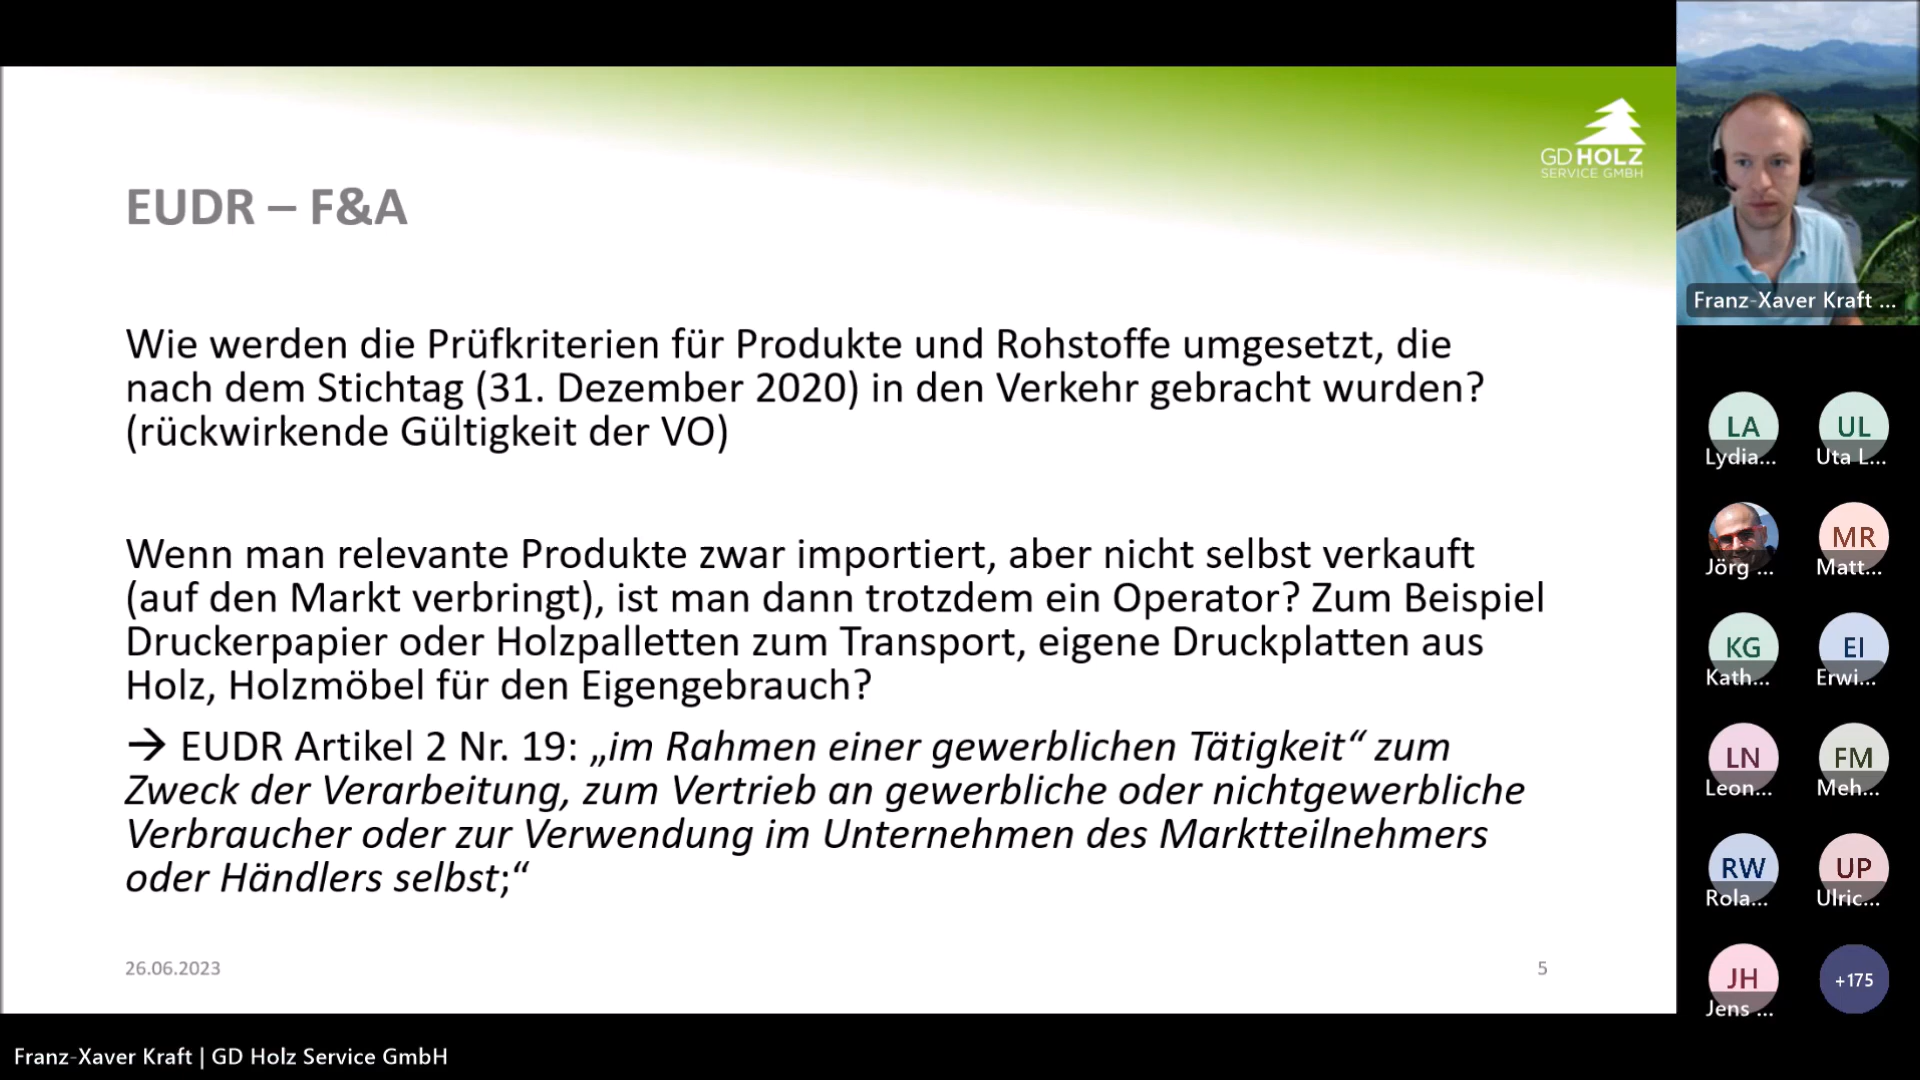 GD HOLZ
SERVICE GMBH
EUDR – F&A
Wie werden die Prüfkriterien für Produkte und Rohstoffe umgesetzt, die
nach dem Stichtag (31. Dezember 2020) in den Verkehr gebracht wurden?
(rückwirkende Gültigkeit der VO)
Wenn man relevante Produkte zwar importiert, aber nicht selbst verkauft
(auf den Markt verbringt), ist man dann trotzdem ein Operator? Zum Beispiel
Druckerpapier oder Holzpalletten zum Transport, eigene Druckplatten aus
Holz, Holzmöbel für den Eigengebrauch?
→ EUDR Artikel 2 Nr. 19: „im Rahmen einer gewerblichen Tätigkeit“ zum
Zweck der Verarbeitung, zum Vertrieb an gewerbliche oder nichtgewerbliche
Verbraucher oder zur Verwendung im Unternehmen des Marktteilnehmers
oder Händlers selbst;“
26.06.2023
5
Franz-Xaver Kraft ...
LA UL
Lydia... Uta L...
MR
Jörg ... Matt...
KG EI
Kath... Erwi...
LN FM
Leon... Meh...
RW UP
Rola... Ulric...
JH +175
Jens ...
Franz-Xaver Kraft | GD Holz Service GmbH